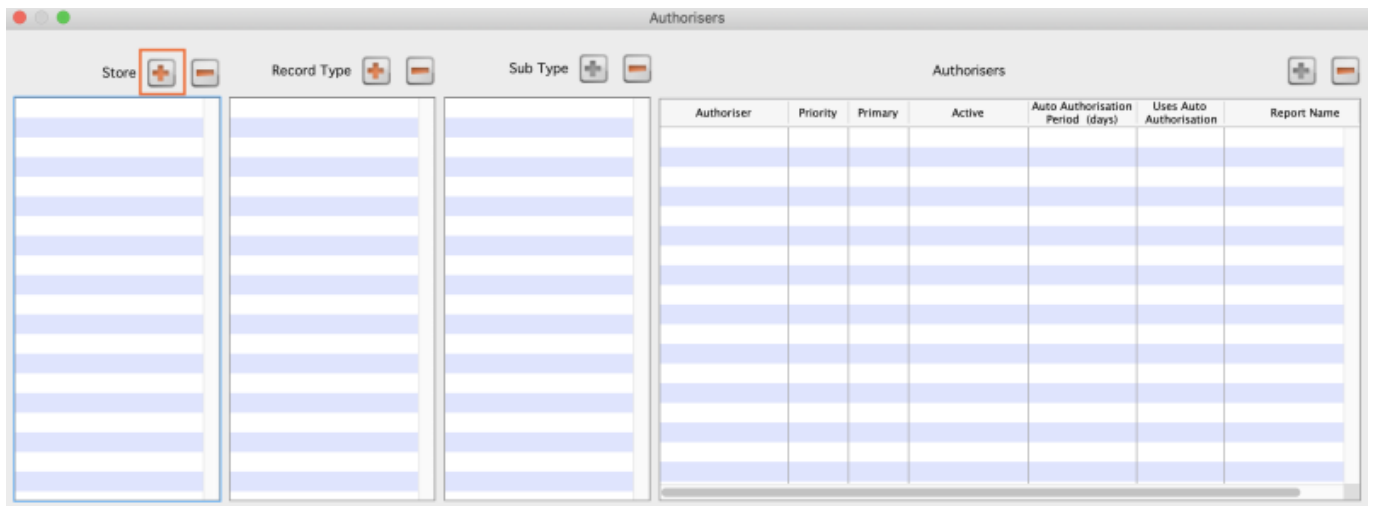 Authorisers
Store Record Type Sub Type Authorisers
Authoriser Priority Primary Active Auto Authorisation Period (days) Uses Auto Authorisation Report Name